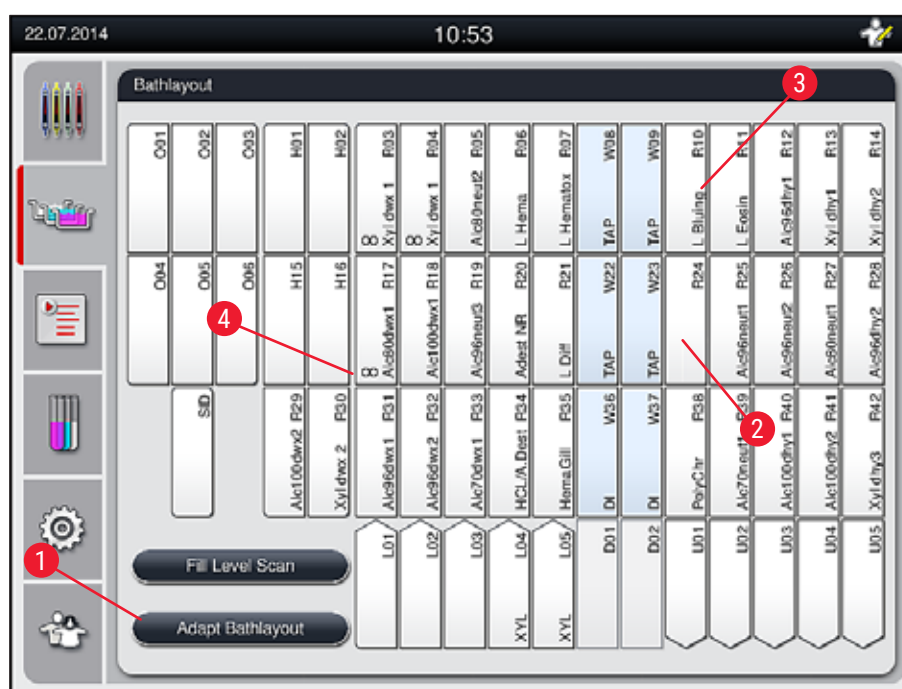 22.07.2014
10:53
Bathlayout
3
O01
O02
O03
H01
H02
∞ Xyl dwx 1 R03
∞ Xyl dwx 1 R04
Alc80neut2 R05
L Hema R06
L Hematox R07
TAP W08
TAP W09
L Bluing R10
L Eosin R11
Alc96dhy1 R12
Xyl dhy1 R13
Xyl dhy2 R14
4
O04
O05
O06
H15
H16
∞ Alc80dwx1 R17
Alc100dwx1 R18
Alc96neut3 R19
Adest NR R20
L Diff R21
TAP W22
TAP W23
R24
Alc96neut1 R25
Alc96neut2 R26
Alc80neut1 R27
Alc96dhy2 R28
2
SID
Alc100dwx2 R29
Xyl dwx 2 R30
Alc96dwx1 R31
Alc96dwx2 R32
Alc70dwx1 R33
HCL/A.Dest R34
HemaGill R35
DI W36
DI W37
PolyChr R38
Alc70neut1 R39
Alc100dhy1 R40
Alc100dhy2 R41
Xyl dhy3 R42
1
Fill Level Scan
Adapt Bathlayout
L01
L02
L03
XYL L04
XYL L05
D01
D02
U01
U02
U03
U04
U05